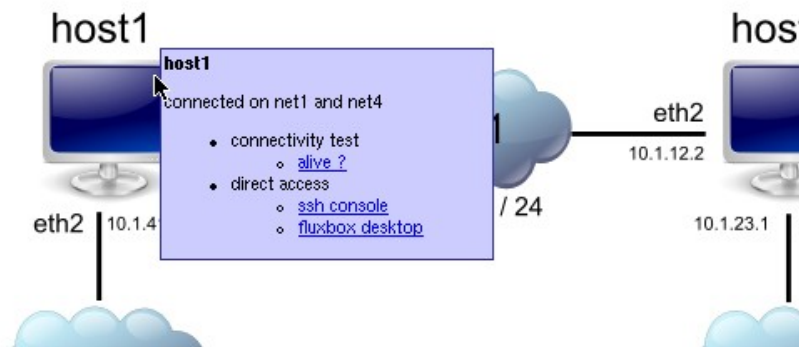 host1
host1
connected on net1 and net4
connectivity test
alive ?
direct access
ssh console
fluxbox desktop
eth2
10.1.12.2
/ 24
eth2
10.1.23.1